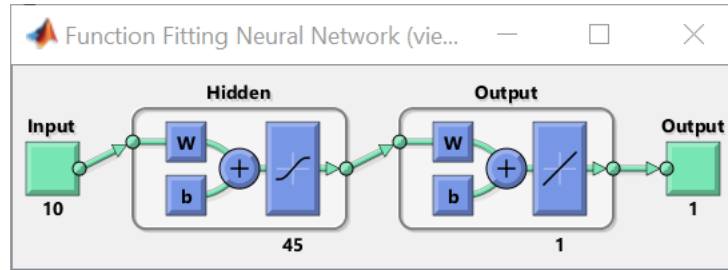 Function Fitting Neural Network (vie...
Hidden
Output
Input
Output
W
W
b
b
10
45
1
1